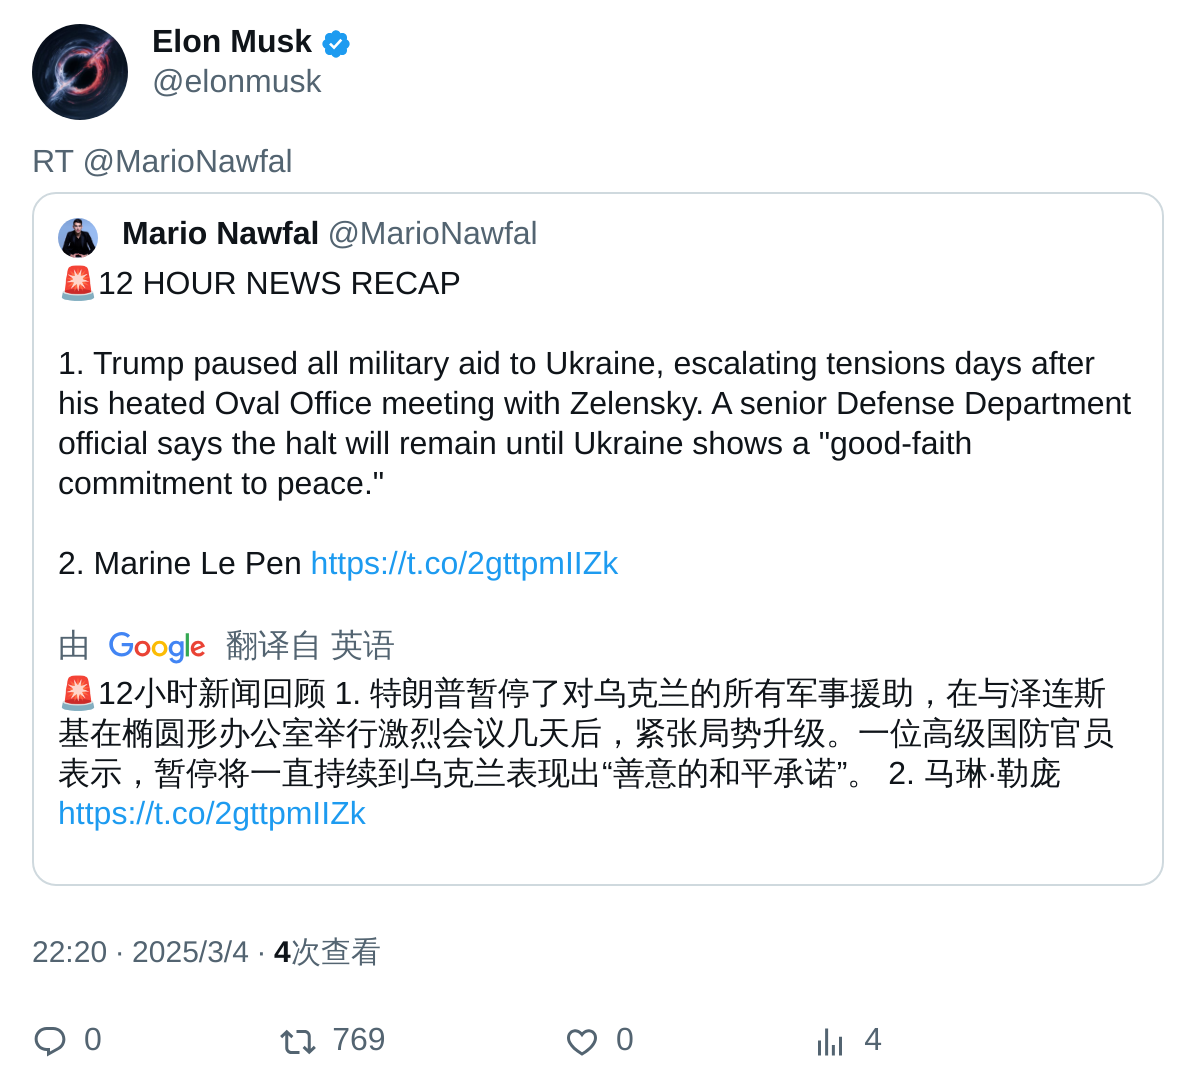 Elon Musk
@elonmusk
RT @MarioNawfal
Mario Nawfal @MarioNawfal
🚨12 HOUR NEWS RECAP
1. Trump paused all military aid to Ukraine, escalating tensions days after
his heated Oval Office meeting with Zelensky. A senior Defense Department
official says the halt will remain until Ukraine shows a "good-faith
commitment to peace."
2. Marine Le Pen https://t.co/2gttpmIIZk
由 Google 翻译自 英语
🚨12小时新闻回顾 1. 特朗普暂停了对乌克兰的所有军事援助，在与泽连斯
基在椭圆形办公室举行激烈会议几天后，紧张局势升级。一位高级国防官员
表示，暂停将一直持续到乌克兰表现出“善意的和平承诺”。 2. 马琳·勒庞
https://t.co/2gttpmIIZk
22:20 · 2025/3/4 · 4次查看
0 769 0 4